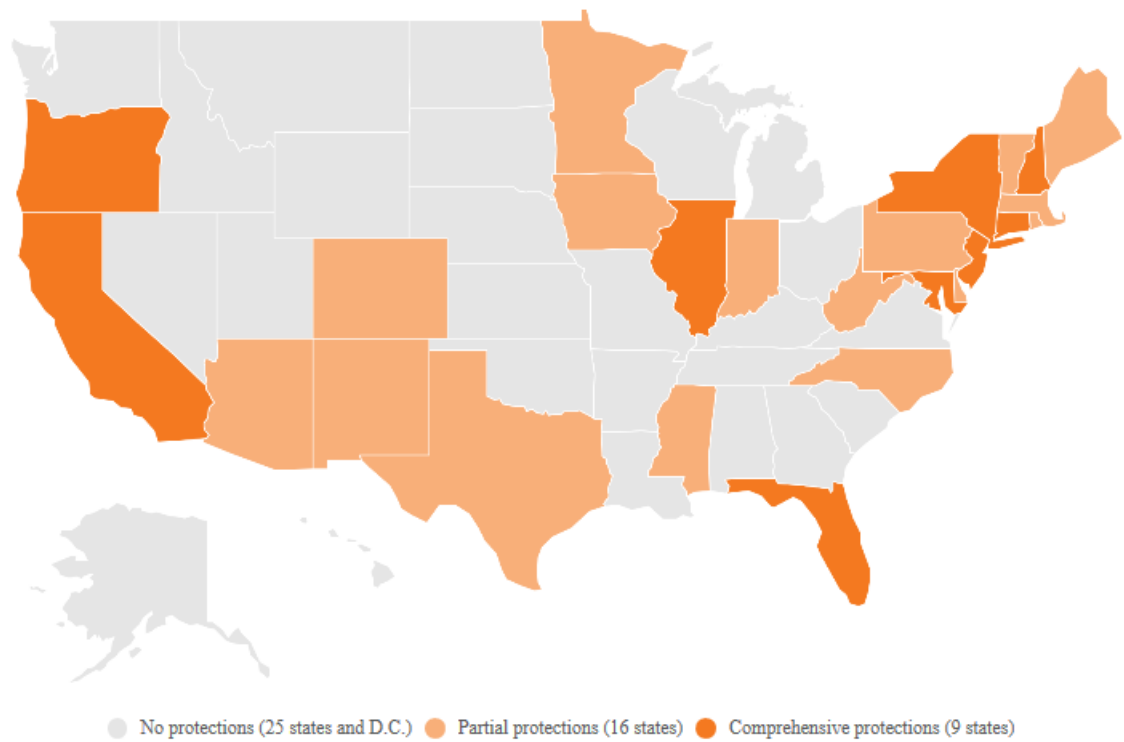 No protections (25 states and D.C.) Partial protections (16 states) Comprehensive protections (9 states)